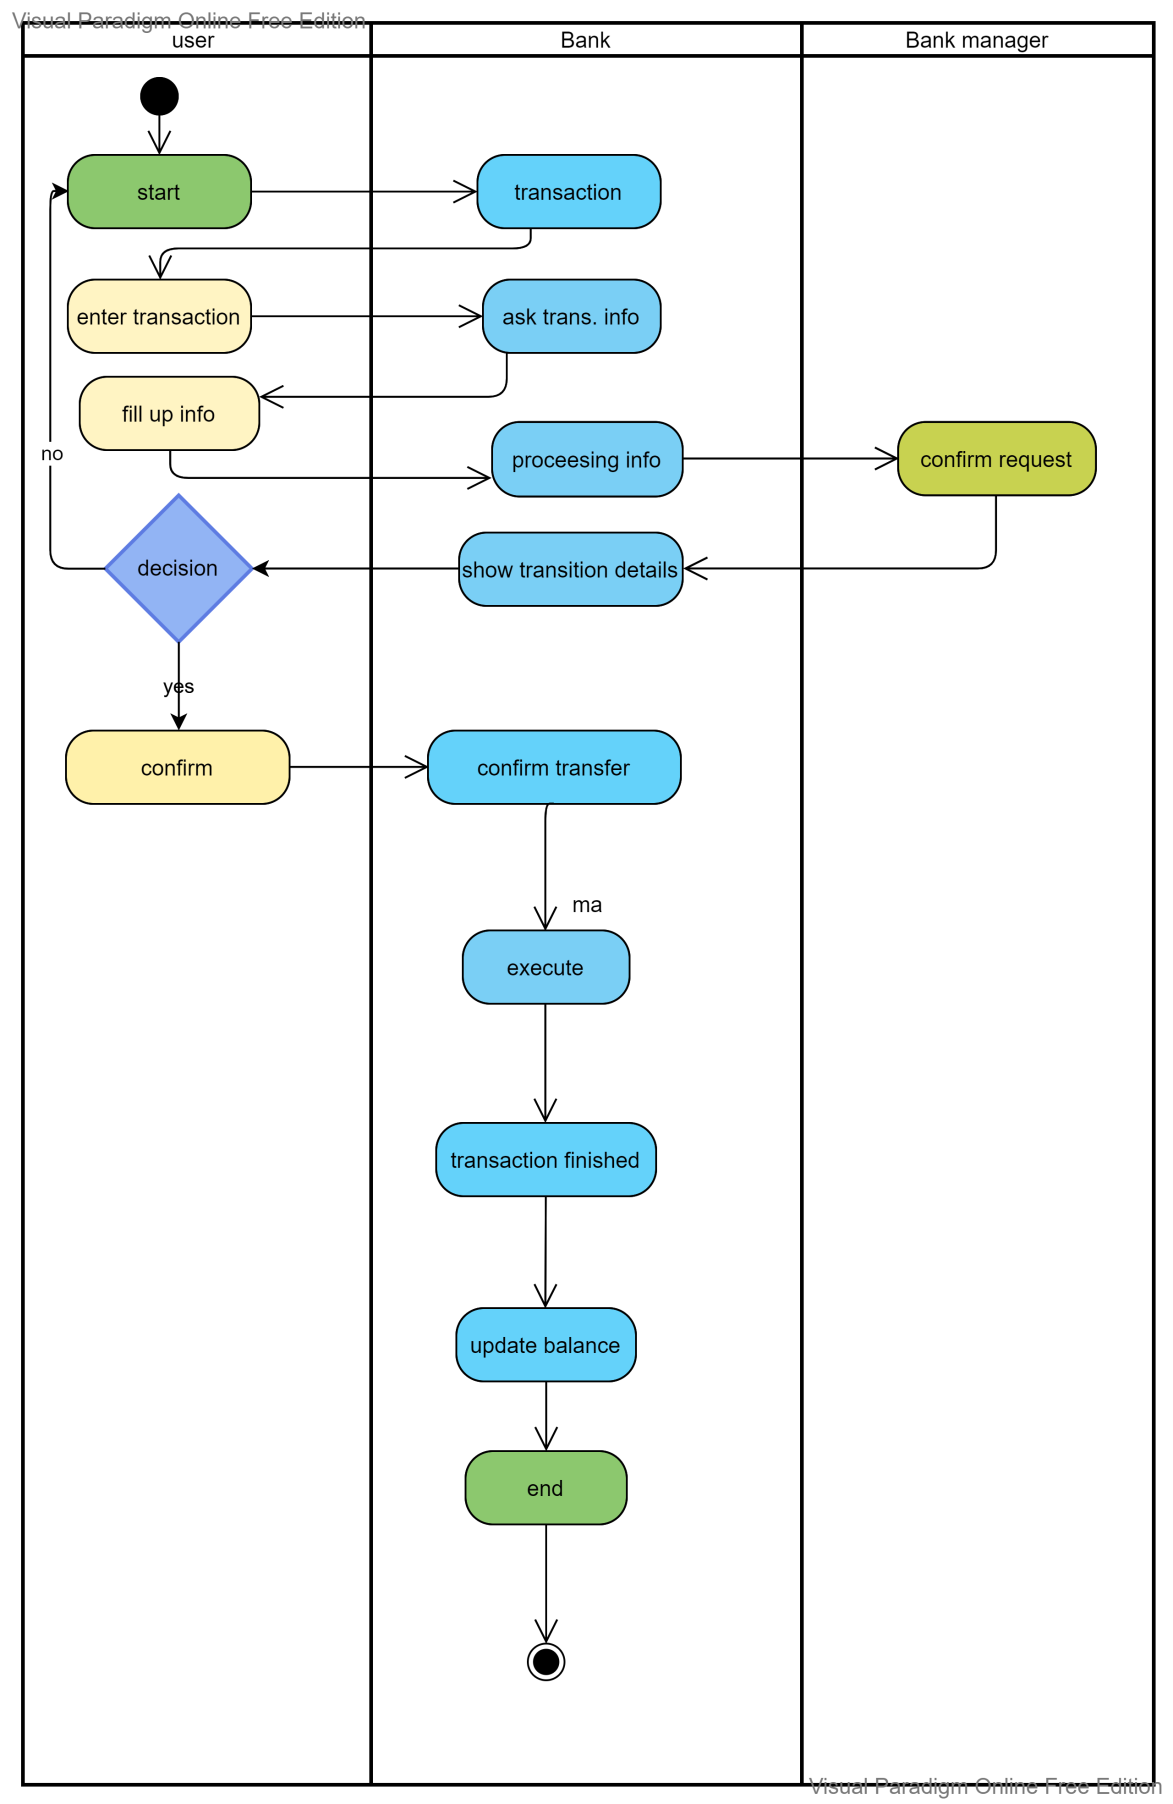 Visual Paradigm Online Free Edition
user
Bank
Bank manager
start
transaction
enter transaction
ask trans. info
fill up info
no
proceesing info
confirm request
decision
show transition details
yes
confirm
confirm transfer
ma
execute
transaction finished
update balance
end
Visual Paradigm Online Free Edition